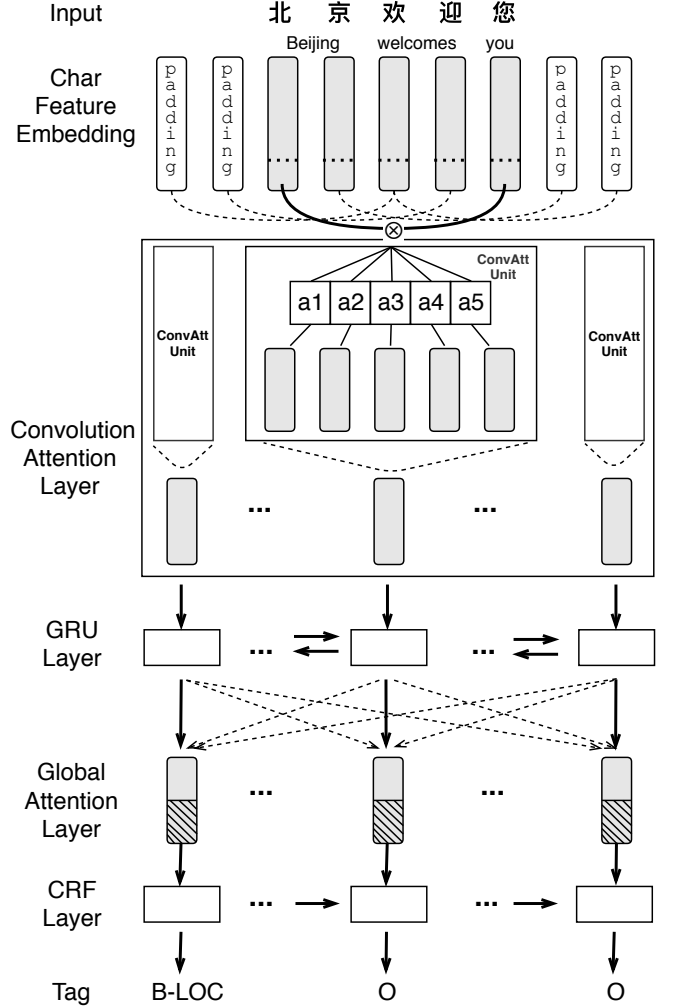 Input 北 京 欢 迎 您
Beijing welcomes you
Char
Feature
Embedding
padding padding padding padding
ConvAtt
Unit
ConvAtt
Unit
a1 a2 a3 a4 a5
ConvAtt
Unit
Convolution
Attention
Layer
... ...
GRU
Layer
... ...
Global
Attention
Layer
... ...
CRF
Layer
... ...
Tag B-LOC O O